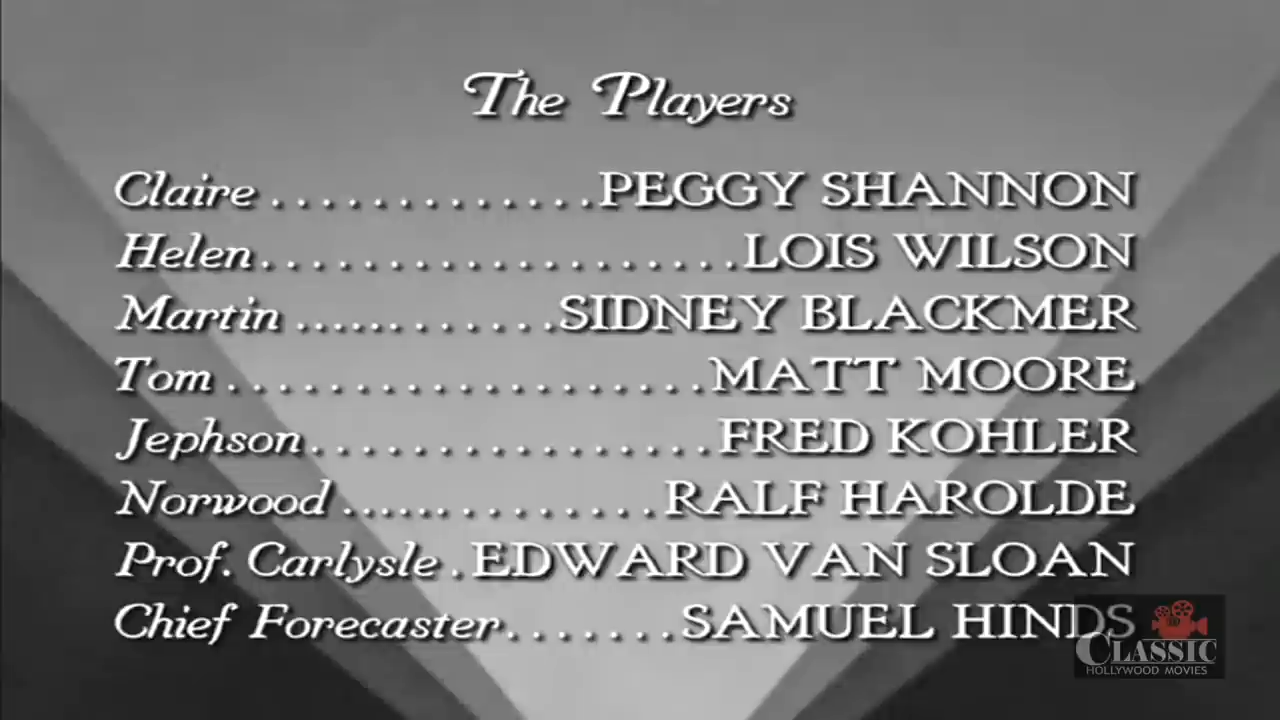 The Players
Claire . . . . . . . . . . . . . PEGGY SHANNON
Helen . . . . . . . . . . . . . . . . . . . . LOIS WILSON
Martin ...... . . . . . . . SIDNEY BLACKMER
Tom . . . . . . . . . . . . . . . . . . . . MATT MOORE
Jephson . . . . . . . . . . . . . . . . . FRED KOHLER
Norwood ...... . . . . . . . . . RALF HAROLDE
Prof. Carlysle . EDWARD VAN SLOAN
Chief Forecaster . . . . . . . SAMUEL HINDS
CLASSIC
HOLLYWOOD MOVIES